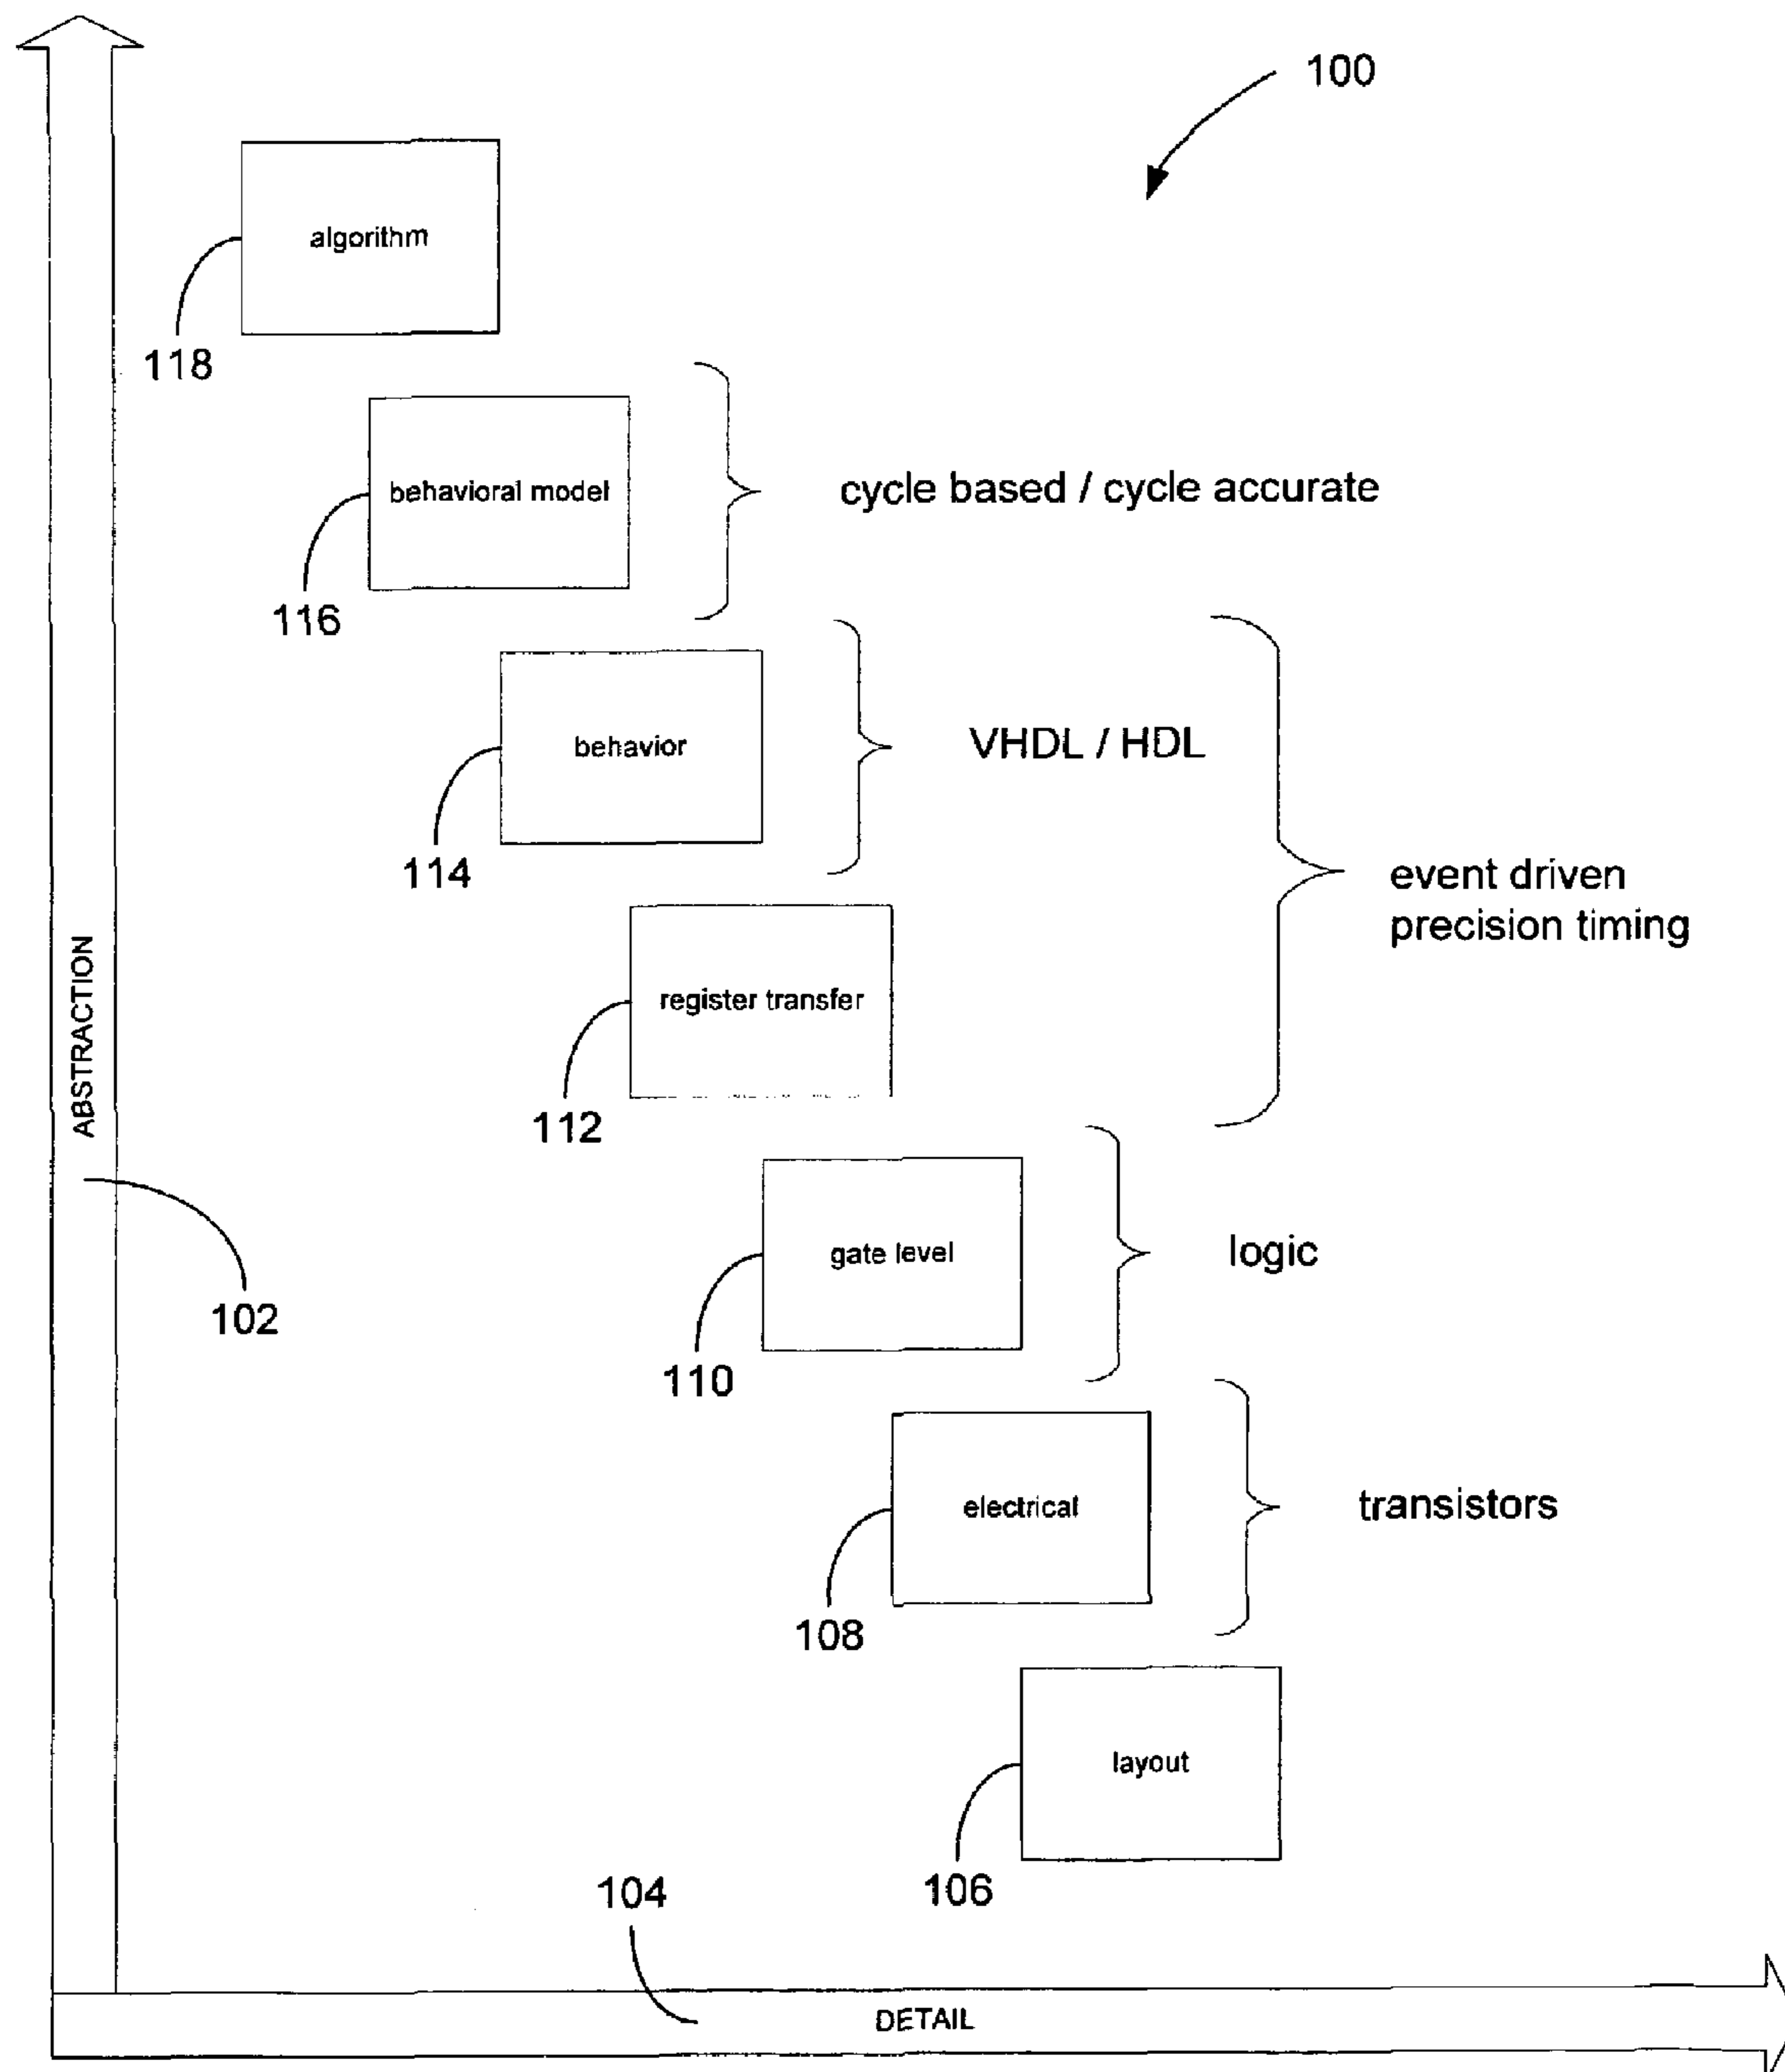 100
algorithm
118
behavioral model
cycle based / cycle accurate
116
behavior
VHDL / HDL
114
event driven
precision timing
ABSTRACTION
register transfer
112
gate level
logic
102
110
electrical
transistors
108
layout
104
106
DETAIL